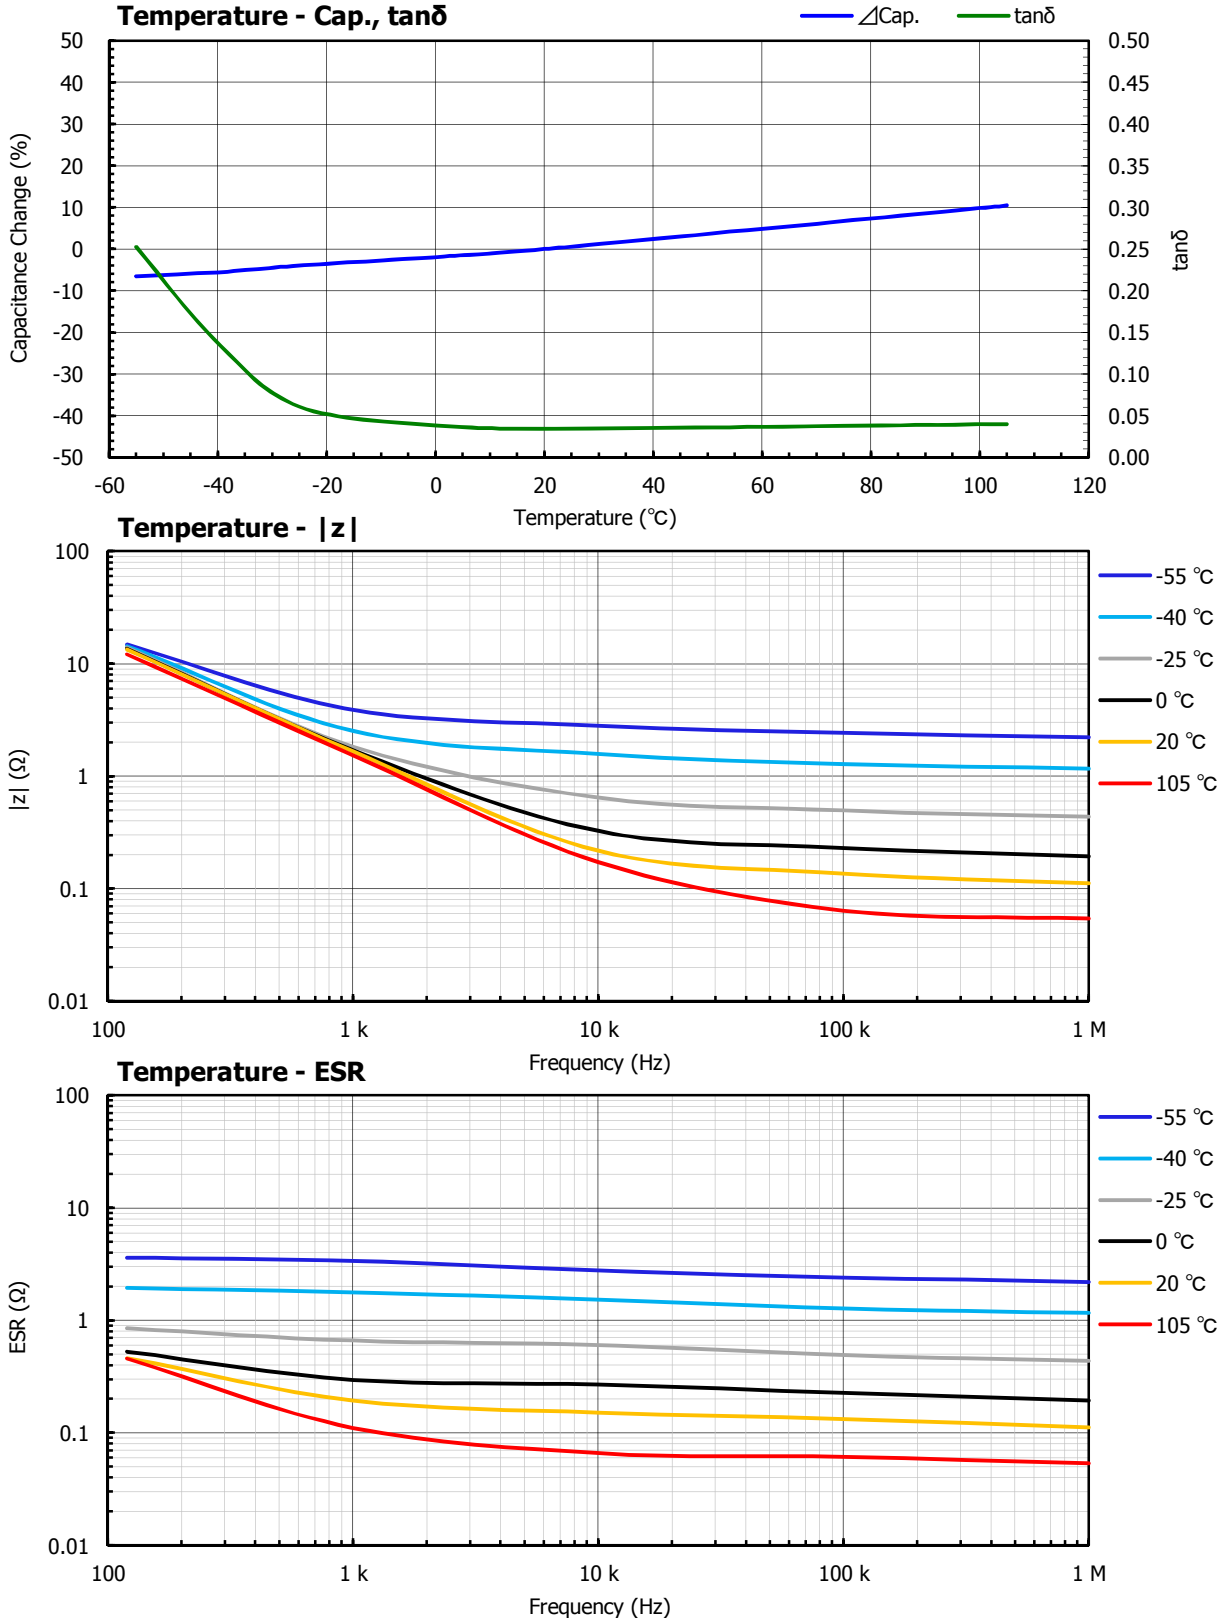 Temperature - Cap., tanδ
⊿Cap.
tanδ
50
40
30
20
10
0
-10
-20
-30
-40
-50
Capacitance Change (%)
0.50
0.45
0.40
0.35
0.30
0.25
0.20
0.15
0.10
0.05
0.00
tanδ
-60 -40 -20 0 20 40 60 80 100 120
Temperature (℃)
Temperature - |z|
100
10
1
0.1
0.01
|z| (Ω)
-55 ℃
-40 ℃
-25 ℃
0 ℃
20 ℃
105 ℃
100 1 k 10 k 100 k 1 M
Frequency (Hz)
Temperature - ESR
100
10
1
0.1
0.01
ESR (Ω)
-55 ℃
-40 ℃
-25 ℃
0 ℃
20 ℃
105 ℃
100 1 k 10 k 100 k 1 M
Frequency (Hz)